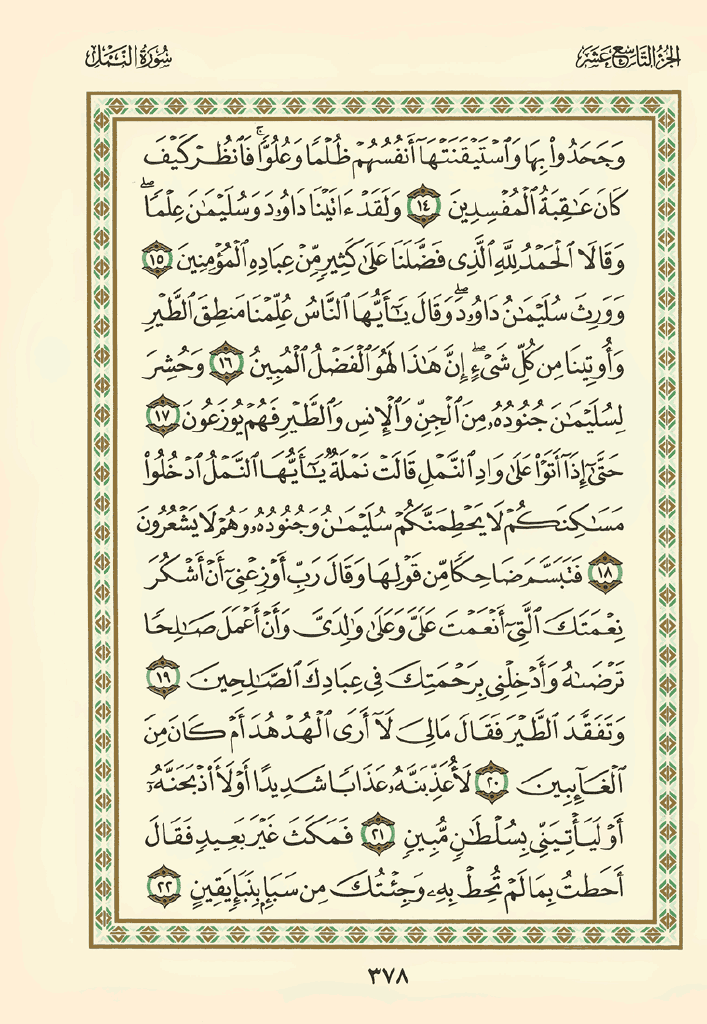 الجزء التاسع عشر
سورة النمل
وَجَحَدُوا۟ بِهَا وَٱسْتَيْقَنَتْهَآ أَنفُسُهُمْ ظُلْمًا وَعُلُوًّا ۚ فَٱنظُرْ كَيْفَ
كَانَ عَـٰقِبَةُ ٱلْمُفْسِدِينَ ١٤ وَلَقَدْ ءَاتَيْنَا دَاوُۥدَ وَسُلَيْمَـٰنَ عِلْمًا ۖ
وَقَالَا ٱلْحَمْدُ لِلَّهِ ٱلَّذِى فَضَّلَنَا عَلَىٰ كَثِيرٍ مِّنْ عِبَادِهِ ٱلْمُؤْمِنِينَ ١٥
وَوَرِثَ سُلَيْمَـٰنُ دَاوُۥدَ ۖ وَقَالَ يَـٰٓأَيُّهَا ٱلنَّاسُ عُلِّمْنَا مَنطِقَ ٱلطَّيْرِ
وَأُوتِينَا مِن كُلِّ شَىْءٍ ۖ إِنَّ هَـٰذَا لَهُوَ ٱلْفَضْلُ ٱلْمُبِينُ ١٦ وَحُشِرَ
لِسُلَيْمَـٰنَ جُنُودُهُۥ مِنَ ٱلْجِنِّ وَٱلْإِنسِ وَٱلطَّيْرِ فَهُمْ يُوزَعُونَ ١٧
حَتَّىٰٓ إِذَآ أَتَوْا۟ عَلَىٰ وَادِ ٱلنَّمْلِ قَالَتْ نَمْلَةٌ يَـٰٓأَيُّهَا ٱلنَّمْلُ ٱدْخُلُوا۟
مَسَـٰكِنَكُمْ لَا يَحْطِمَنَّكُمْ سُلَيْمَـٰنُ وَجُنُودُهُۥ وَهُمْ لَا يَشْعُرُونَ
١٨ فَتَبَسَّمَ ضَاحِكًا مِّن قَوْلِهَا وَقَالَ رَبِّ أَوْزِعْنِىٓ أَنْ أَشْكُرَ
نِعْمَتَكَ ٱلَّتِىٓ أَنْعَمْتَ عَلَىَّ وَعَلَىٰ وَٰلِدَىَّ وَأَنْ أَعْمَلَ صَـٰلِحًا
تَرْضَىٰهُ وَأَدْخِلْنِى بِرَحْمَتِكَ فِى عِبَادِكَ ٱلصَّـٰلِحِينَ ١٩
وَتَفَقَّدَ ٱلطَّيْرَ فَقَالَ مَالِىَ لَآ أَرَى ٱلْهُدْهُدَ أَمْ كَانَ مِنَ
ٱلْغَآئِبِينَ ٢٠ لَأُعَذِّبَنَّهُۥ عَذَابًا شَدِيدًا أَوْ لَأَا۟ذْبَحَنَّهُۥٓ
أَوْ لَيَأْتِيَنِّى بِسُلْطَـٰنٍ مُّبِينٍ ٢١ فَمَكَثَ غَيْرَ بَعِيدٍ فَقَالَ
أَحَطتُ بِمَا لَمْ تُحِطْ بِهِۦ وَجِئْتُكَ مِن سَبَإٍۭ بِنَبَإٍ يَقِينٍ ٢٢
٣٧٨